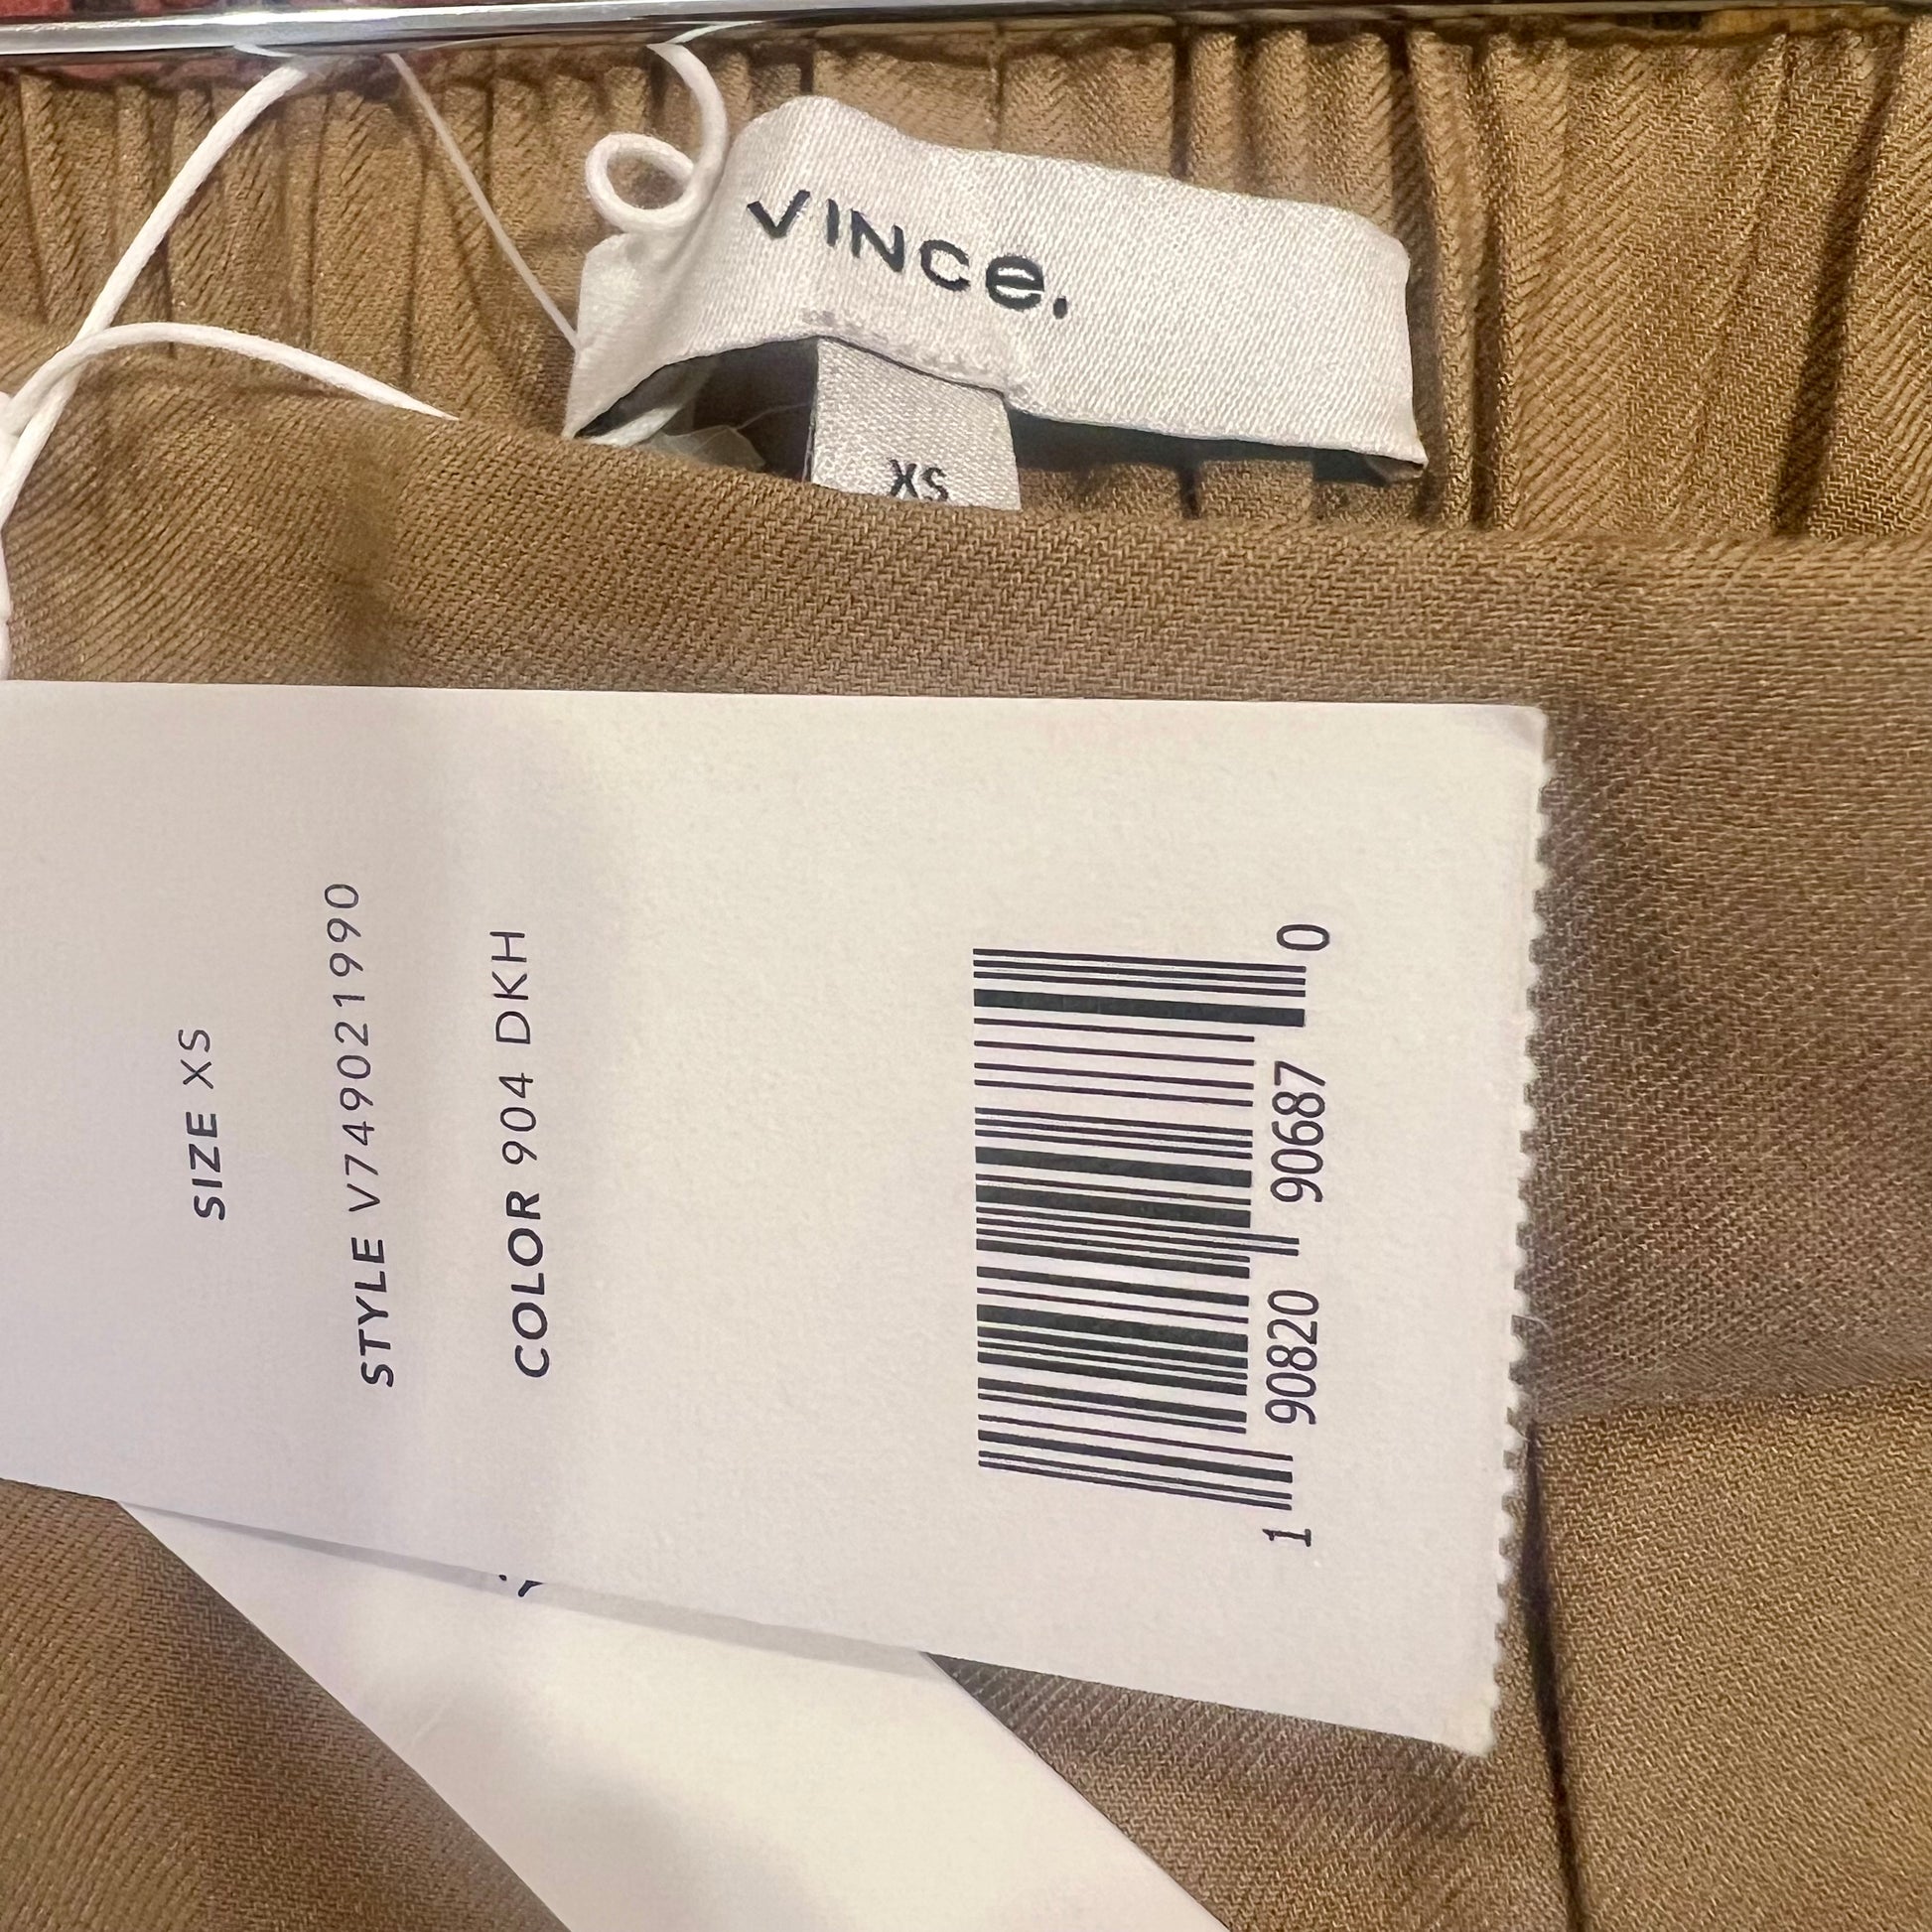 VINCE.
XS
SIZE XS
STYLE V749021990
COLOR 904 DKH
1 90820 90687 0